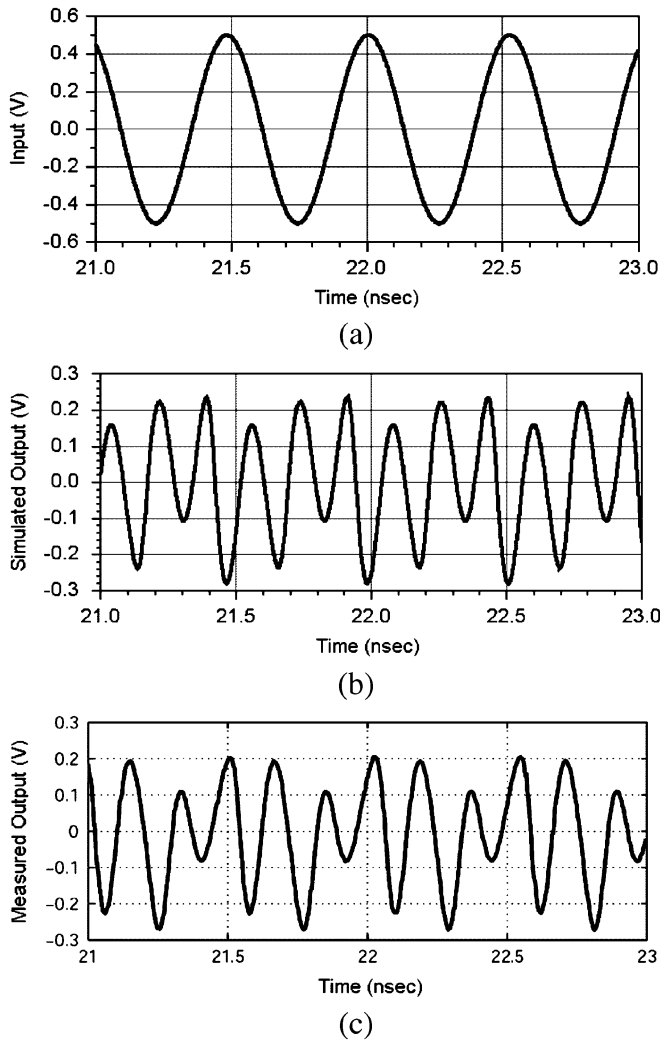 Input (V)
0.6
0.4
0.2
0.0
-0.2
-0.4
-0.6
21.0 21.5 22.0 22.5 23.0
Time (nsec)
(a)
Simulated Output (V)
0.3
0.2
0.1
0.0
-0.1
-0.2
-0.3
21.0 21.5 22.0 22.5 23.0
Time (nsec)
(b)
Measured Output (V)
0.3
0.2
0.1
0
-0.1
-0.2
-0.3
21 21.5 22 22.5 23
Time (nsec)
(c)